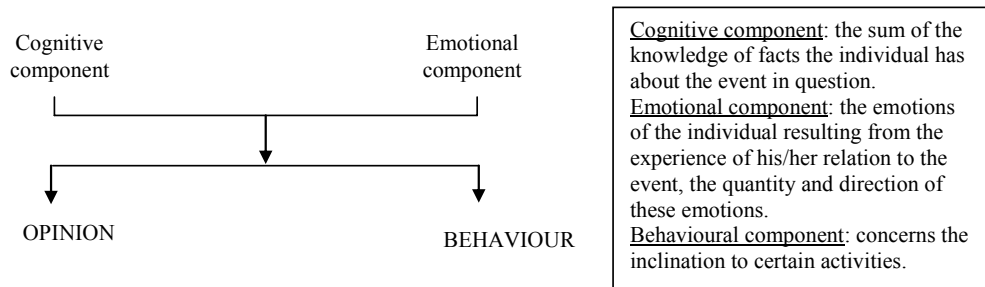 Cognitive
component
Emotional
component
OPINION
BEHAVIOUR
Cognitive component: the sum of the
knowledge of facts the individual has
about the event in question.
Emotional component: the emotions
of the individual resulting from the
experience of his/her relation to the
event, the quantity and direction of
these emotions.
Behavioural component: concerns the
inclination to certain activities.